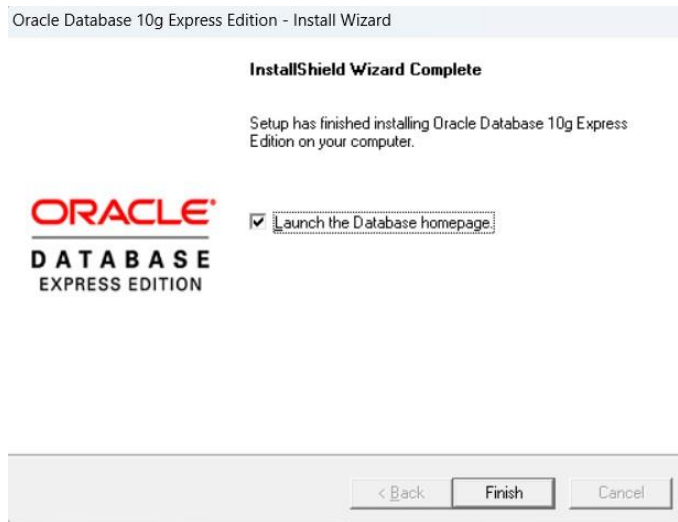 Oracle Database 10g Express Edition - Install Wizard
InstallShield Wizard Complete
Setup has finished installing Oracle Database 10g Express
Edition on your computer.
ORACLE
DATABASE
EXPRESS EDITION
Launch the Database homepage.
< Back
Finish
Cancel